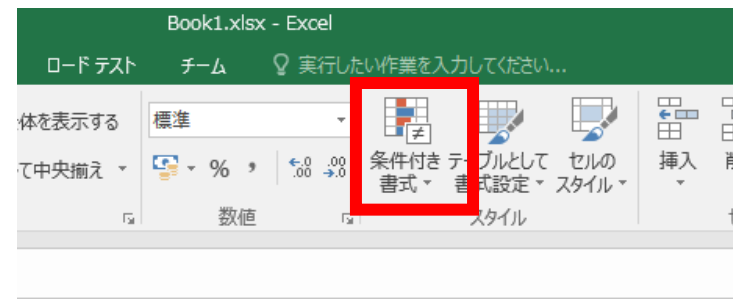 Book1.xlsx - Excel
ロード テスト チーム 実行したい作業を入力してください...
体を表示する 標準
て中央揃え % , .0 .00 .00 .0 条件付き 書式 テーブルとして 書式設定 セルの スタイル 挿入
数値 スタイル